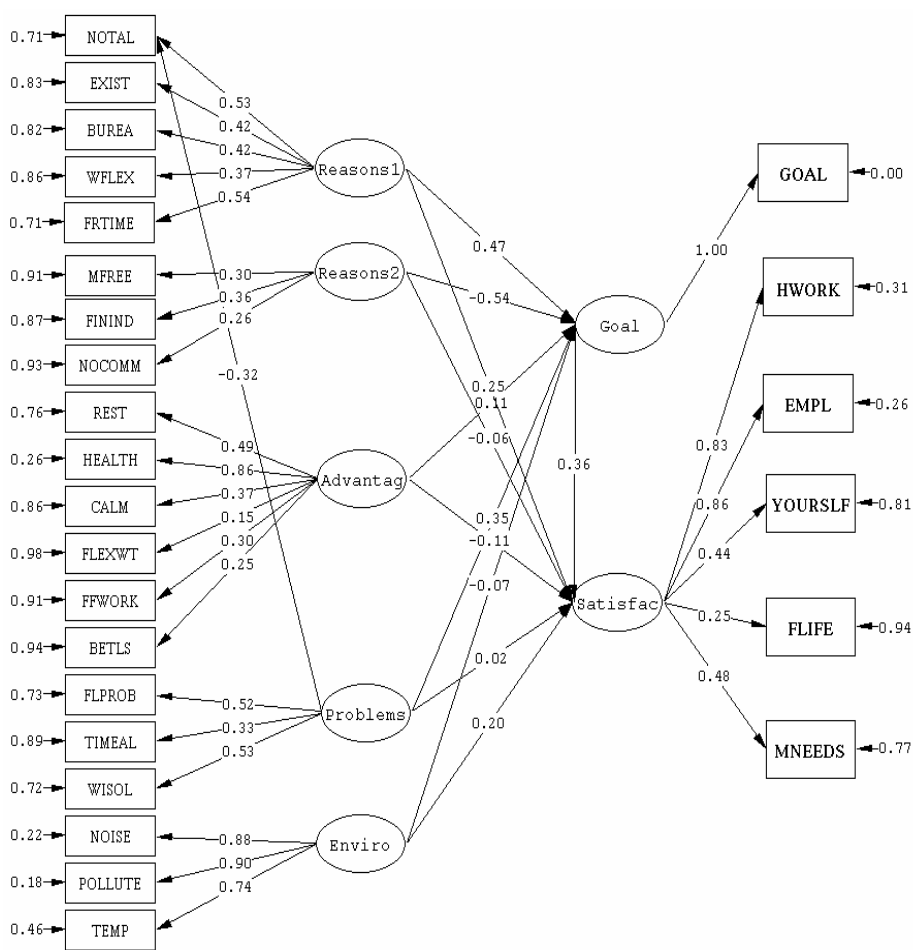 0.71 NOTAL
0.83 EXIST
0.82 BUREA
0.86 WFLEX
0.71 FRTIME
0.91 MFREE
0.87 FININD
0.93 NOCOMM
0.76 REST
0.26 HEALTH
0.86 CALM
0.98 FLEXWT
0.91 FFWORK
0.94 BETLS
0.73 FLPROB
0.89 TIMEAL
0.72 WISOL
0.22 NOISE
0.18 POLLUTE
0.46 TEMP
0.53
0.42
0.42
0.37
0.54
0.30
0.36
0.26
-0.32
0.49
0.86
0.37
0.15
0.30
0.25
0.52
0.33
0.53
0.88
0.90
0.74
Reasons1
Reasons2
Advantag
Problems
Enviro
0.47
-0.54
0.25
0.11
-0.06
0.36
0.35
-0.11
-0.07
0.02
0.20
Goal
Satisfac
1.00
0.83
0.86
0.44
0.25
0.48
GOAL 0.00
HWORK 0.31
EMPL 0.26
YOURSLF 0.81
FLIFE 0.94
MNEEDS 0.77